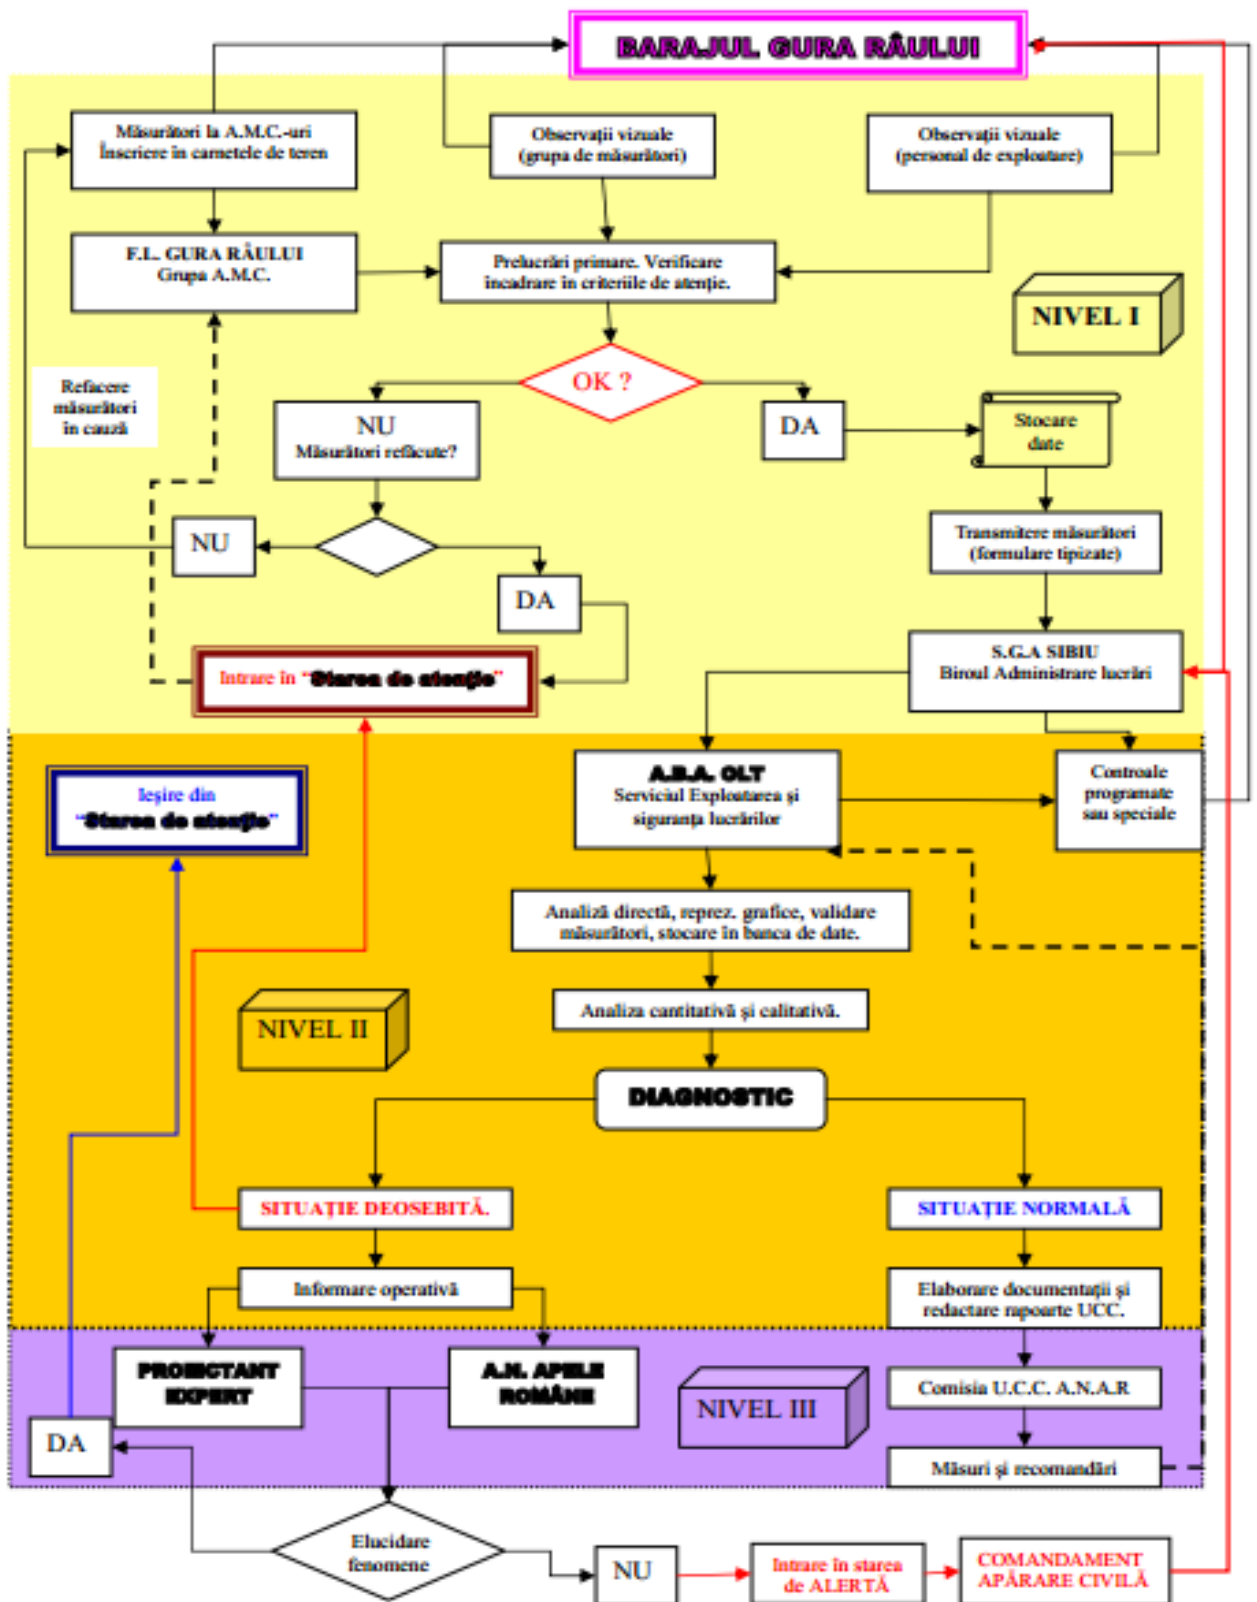 BARAJUL GURA RÂULUI
Măsurători la A.M.C.-uri
Înscriere în carnetele de teren
Observații vizuale
(grupa de măsurători)
Observații vizuale
(personal de exploatare)
F.L. GURA RÂULUI
Grupa A.M.C.
Prelucrări primare. Verificare
încadrare în criteriile de atenție.
NIVEL I
OK ?
Refacere
măsurători
în cauză
NU
Măsurători refăcute?
DA
Stocare
date
NU
Transmitere măsurători
(formulare tipizate)
DA
S.G.A SIBIU
Biroul Administrare lucrări
Intrare în “Starea de atenție”
A.B.A. OLT
Serviciul Exploatarea și
siguranța lucrărilor
Controale
programate
sau speciale
Ieșire din
“Starea de atenție”
Analiză directă, reprez. grafice, validare
măsurători, stocare în banca de date.
Analiza cantitativă și calitativă.
NIVEL II
DIAGNOSTIC
SITUAȚIE DEOSEBITĂ.
SITUAȚIE NORMALĂ
Informare operativă
Elaborare documentații și
redactare rapoarte UCC.
PROIECTANT
EXPERT
A.N. APELE
ROMÂNE
NIVEL III
Comisia U.C.C. A.N.A.R
DA
Măsuri și recomandări
Elucidare
fenomene
NU
Intrare în starea
de ALERTĂ
COMANDAMENT
APĂRARE CIVILĂ